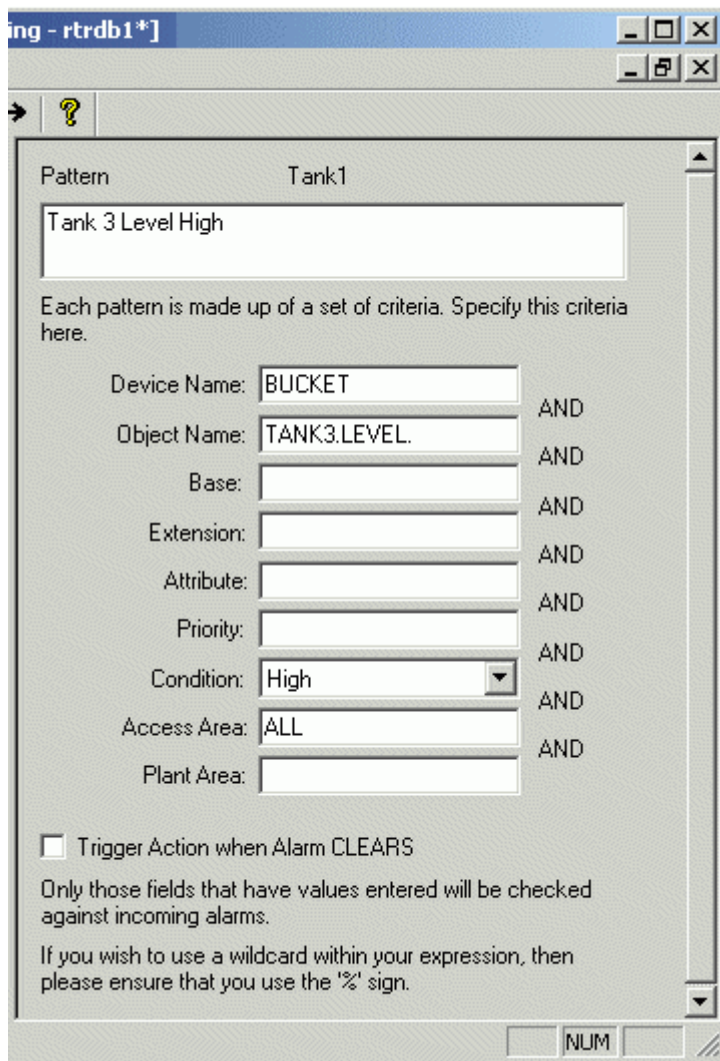 ing - rtrdb1*]
?
Pattern Tank1
Tank 3 Level High
Each pattern is made up of a set of criteria. Specify this criteria
here.
Device Name: BUCKET
AND
Object Name: TANK3.LEVEL.
AND
Base:
AND
Extension:
AND
Attribute:
AND
Priority:
AND
Condition: High
AND
Access Area: ALL
AND
Plant Area:
Trigger Action when Alarm CLEARS
Only those fields that have values entered will be checked
against incoming alarms.
If you wish to use a wildcard within your expression, then
please ensure that you use the '%' sign.
NUM